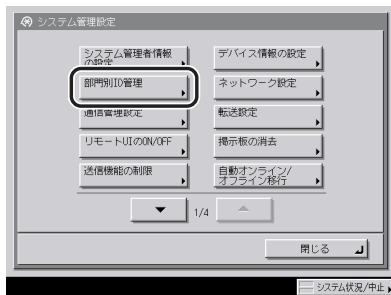 システム管理設定
システム管理者情報
の設定
デバイス情報の設定
部門別ID管理
ネットワーク設定
通信管理設定
転送設定
リモートUIのON/OFF
掲示板の消去
送信機能の制限
自動オンライン/
オフライン移行
1/4
閉じる
システム状況/中止